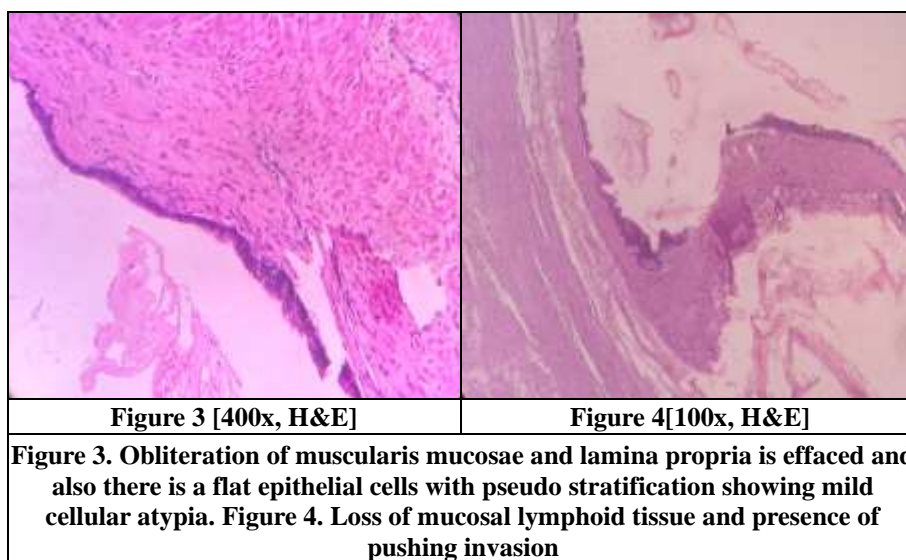 Figure 3 [400x, H&E]
Figure 4[100x, H&E]
Figure 3. Obliteration of muscularis mucosae and lamina propria is effaced and
also there is a flat epithelial cells with pseudo stratification showing mild
cellular atypia. Figure 4. Loss of mucosal lymphoid tissue and presence of
pushing invasion